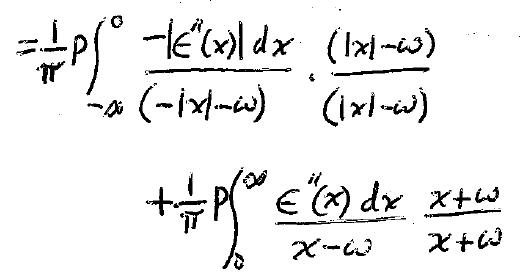 = 1/π P∫_{-∞}^{0} -|ϵ''(x)| dx / (-|x|-ω) · (|x|-ω) / (|x|-ω)
+ 1/π P∫_{0}^{∞} ϵ''(x) dx / x-ω  x+ω / x+ω